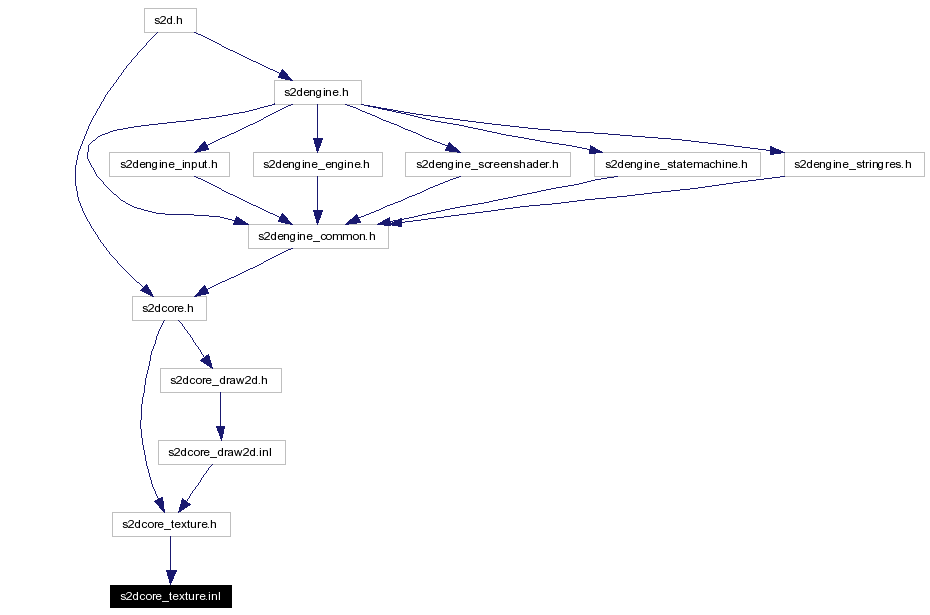 s2d.h
s2dengine.h
s2dengine_input.h
s2dengine_engine.h
s2dengine_screenshader.h
s2dengine_statemachine.h
s2dengine_stringres.h
s2dengine_common.h
s2dcore.h
s2dcore_draw2d.h
s2dcore_draw2d.inl
s2dcore_texture.h
s2dcore_texture.inl